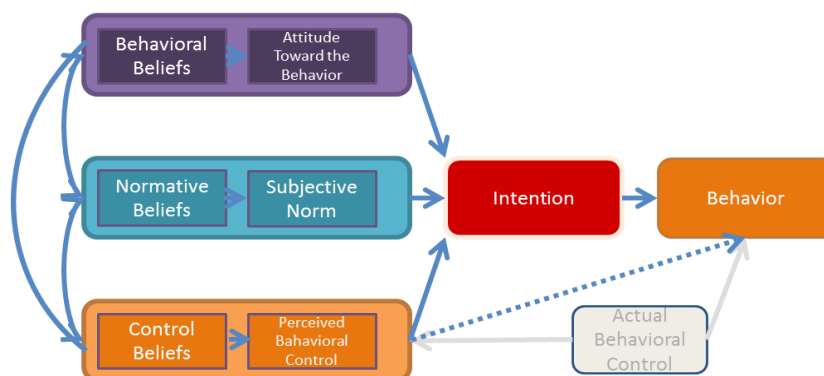 Behavioral
Beliefs
Attitude
Toward the
Behavior
Normative
Beliefs
Subjective
Norm
Intention
Behavior
Control
Beliefs
Perceived
Bahavioral
Control
Actual
Behavioral
Control